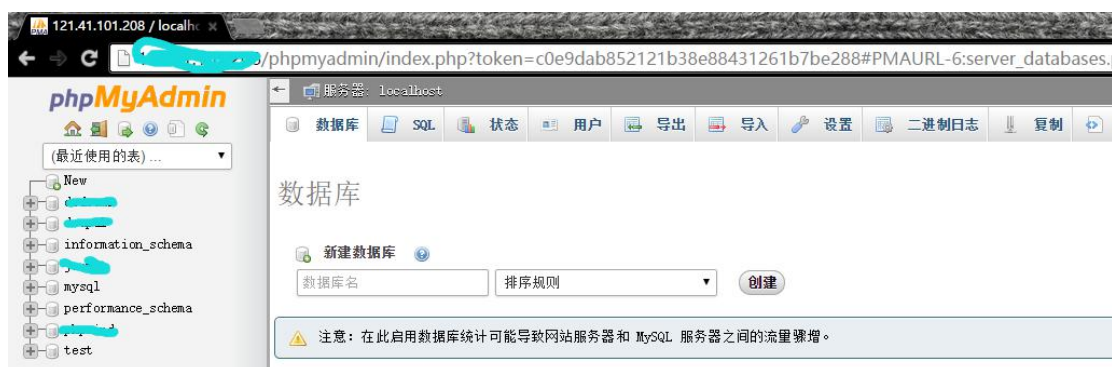 121.41.101.208 / localho
/phpmyadmin/index.php?token=c0e9dab852121b38e88431261b7be288#PMAURL-6:server_databases.p
phpMyAdmin
服务器: localhost
数据库 SQL 状态 用户 导出 导入 设置 二进制日志 复制
(最近使用的表) ...
New
information_schema
mysql
performance_schema
test
数据库
新建数据库
数据库名 排序规则 创建
注意：在此启用数据库统计可能导致网站服务器和 MySQL 服务器之间的流量骤增。